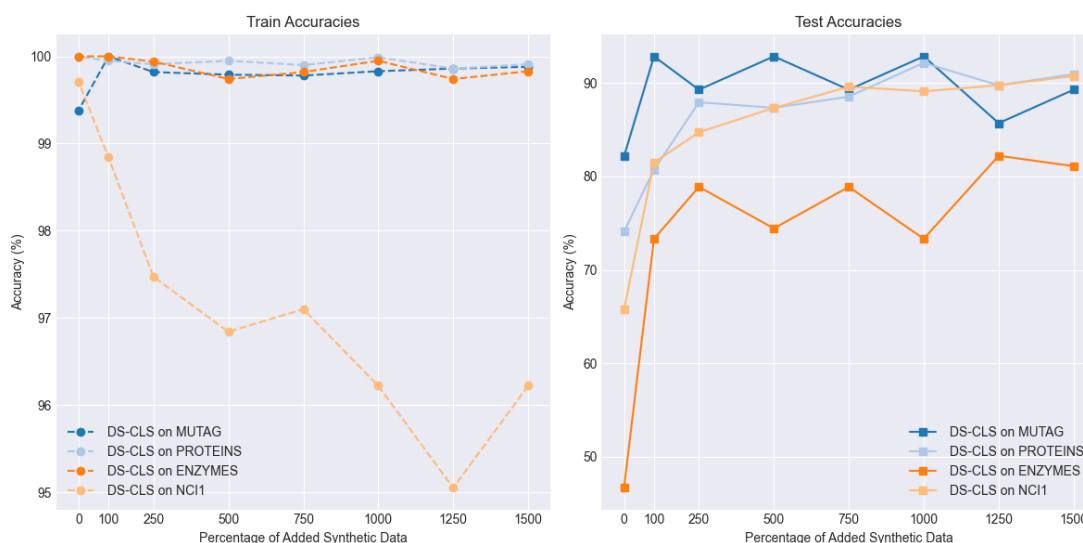 Train Accuracies
100
99
98
97
96
95
Accuracy (%)
DS-CLS on MUTAG
DS-CLS on PROTEINS
DS-CLS on ENZYMES
DS-CLS on NCI1
0 100 250 500 750 1000 1250 1500
Percentage of Added Synthetic Data
Test Accuracies
90
80
70
60
50
Accuracy (%)
DS-CLS on MUTAG
DS-CLS on PROTEINS
DS-CLS on ENZYMES
DS-CLS on NCI1
0 100 250 500 750 1000 1250 1500
Percentage of Added Synthetic Data